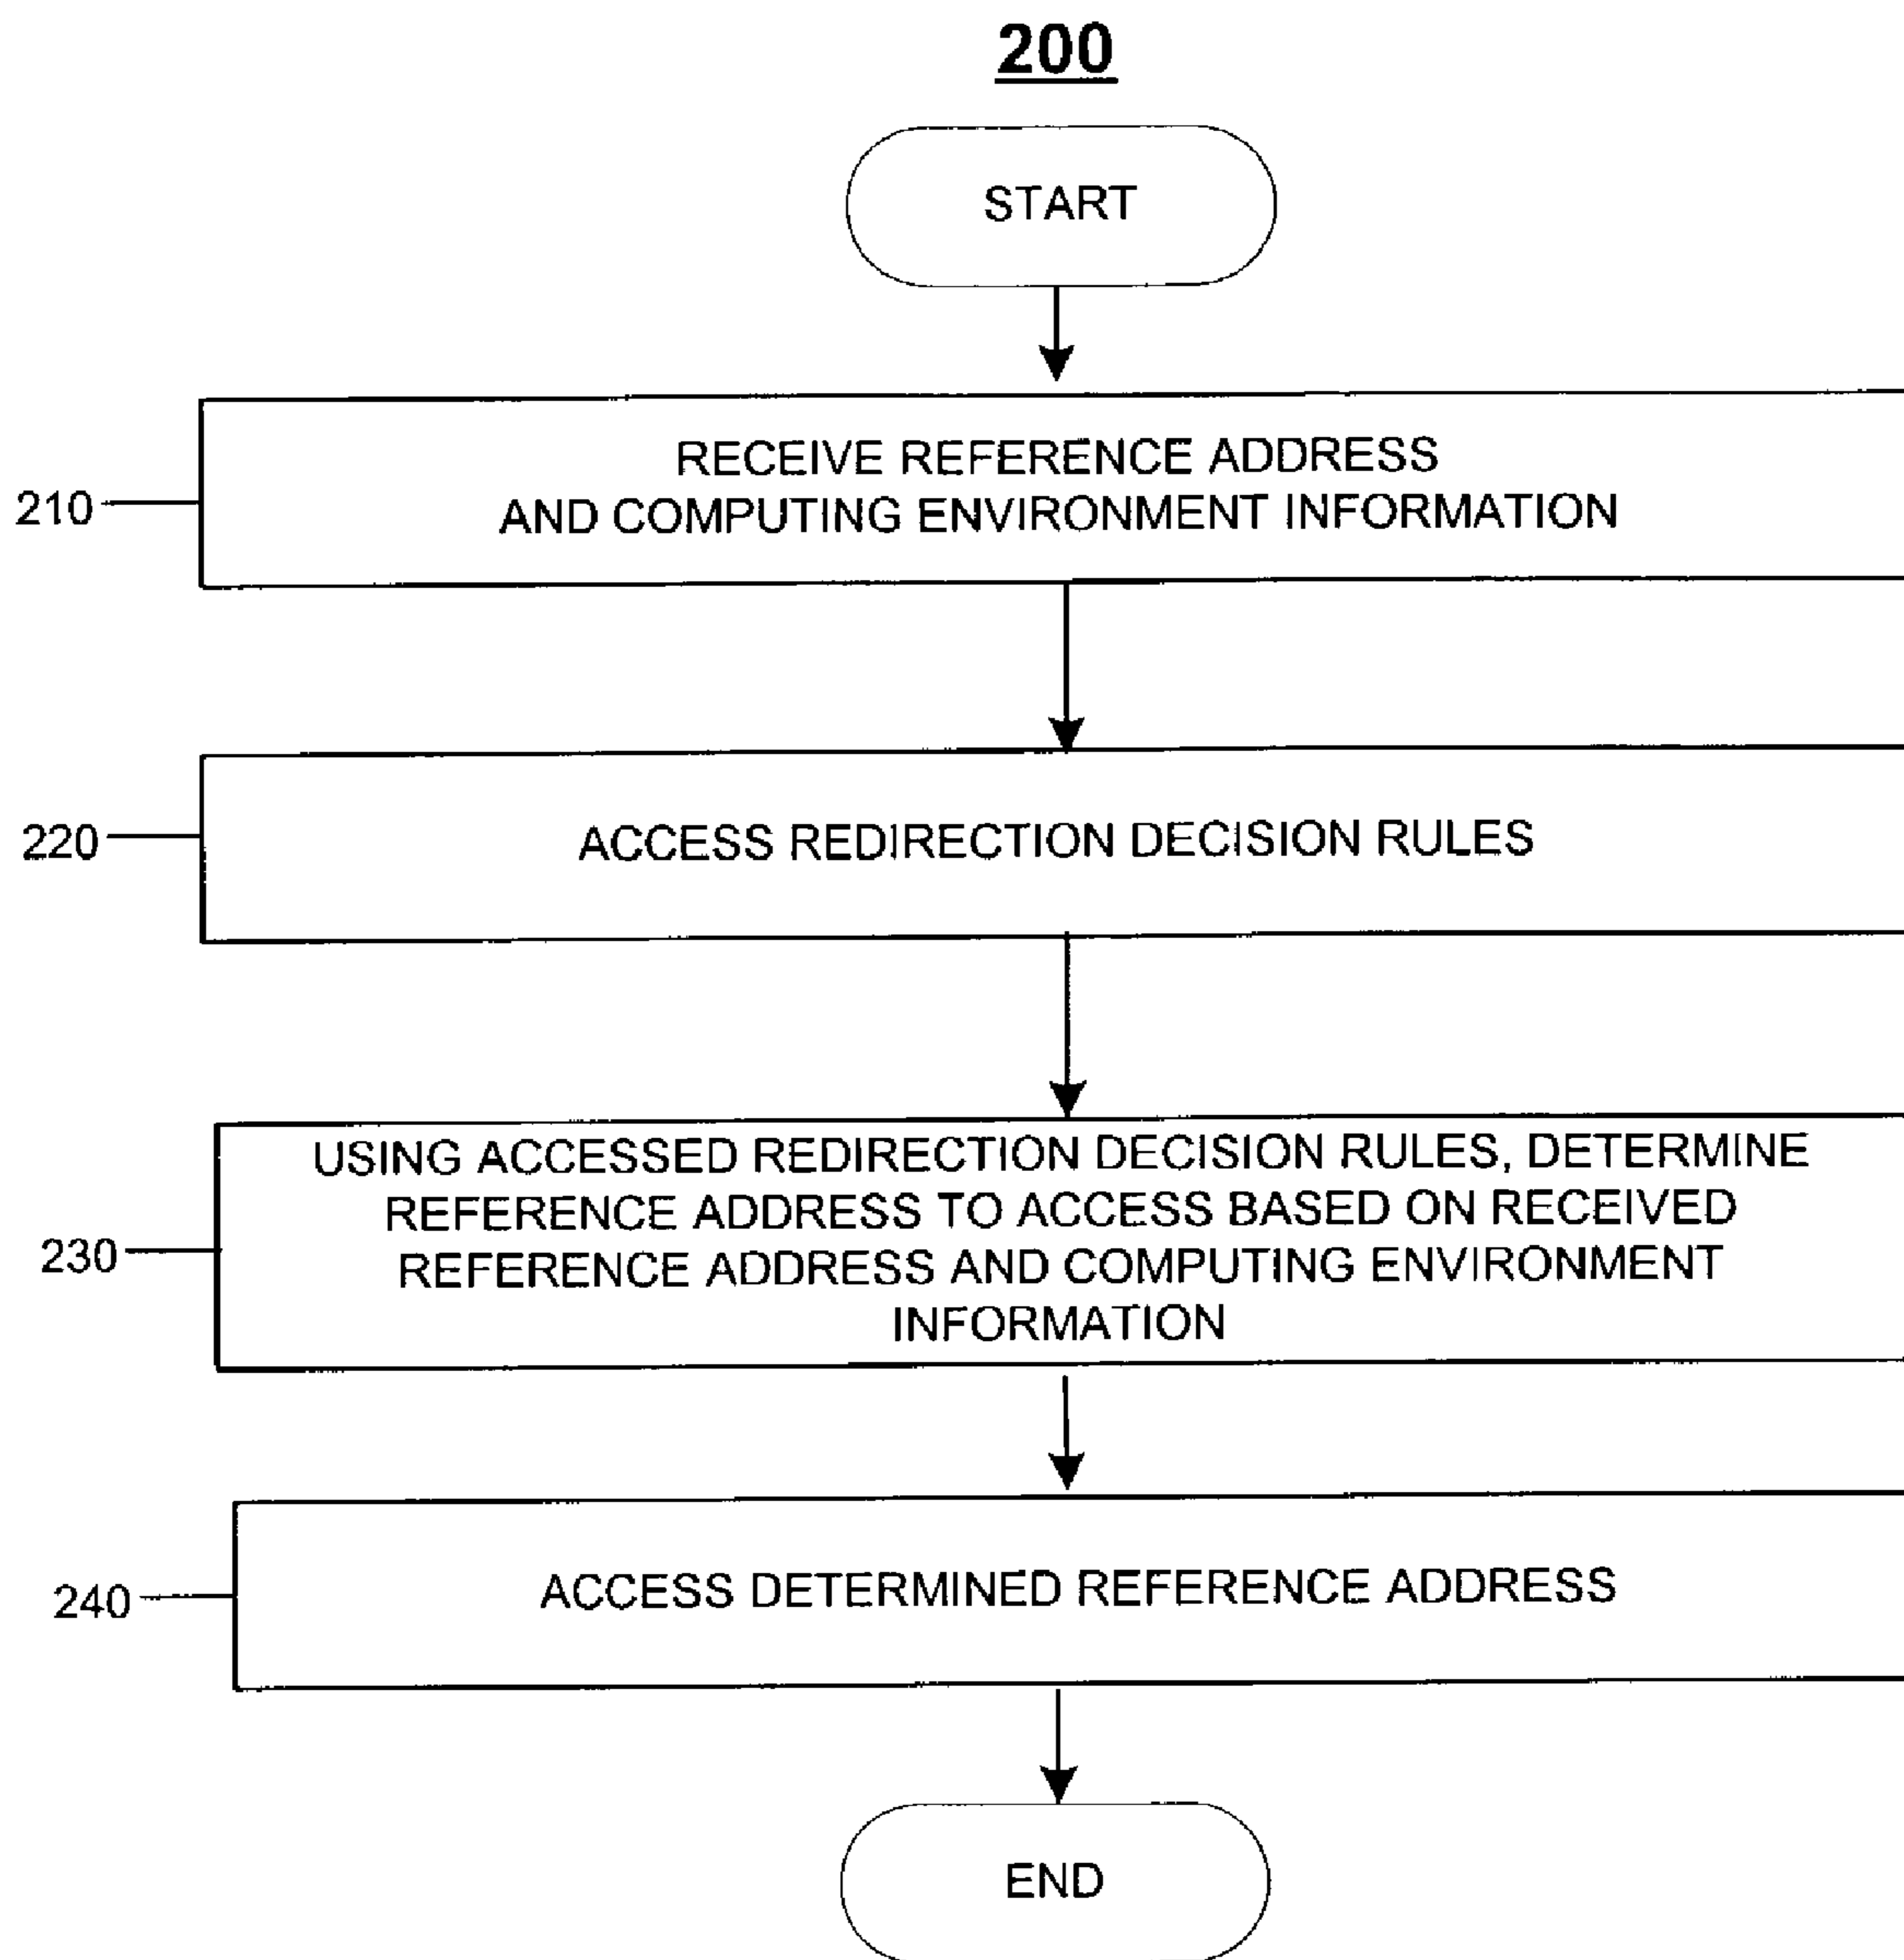 200
START
RECEIVE REFERENCE ADDRESS
AND COMPUTING ENVIRONMENT INFORMATION
210
ACCESS REDIRECTION DECISION RULES
220
USING ACCESSED REDIRECTION DECISION RULES, DETERMINE
REFERENCE ADDRESS TO ACCESS BASED ON RECEIVED
REFERENCE ADDRESS AND COMPUTING ENVIRONMENT
INFORMATION
230
ACCESS DETERMINED REFERENCE ADDRESS
240
END